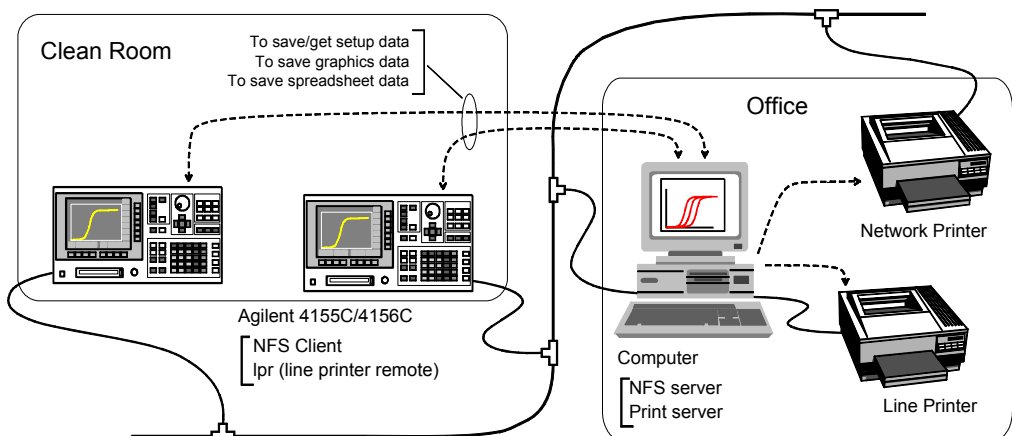 Clean Room
To save/get setup data
To save graphics data
To save spreadsheet data
Office
Network Printer
Agilent 4155C/4156C
NFS Client
lpr (line printer remote)
Computer
NFS server
Print server
Line Printer